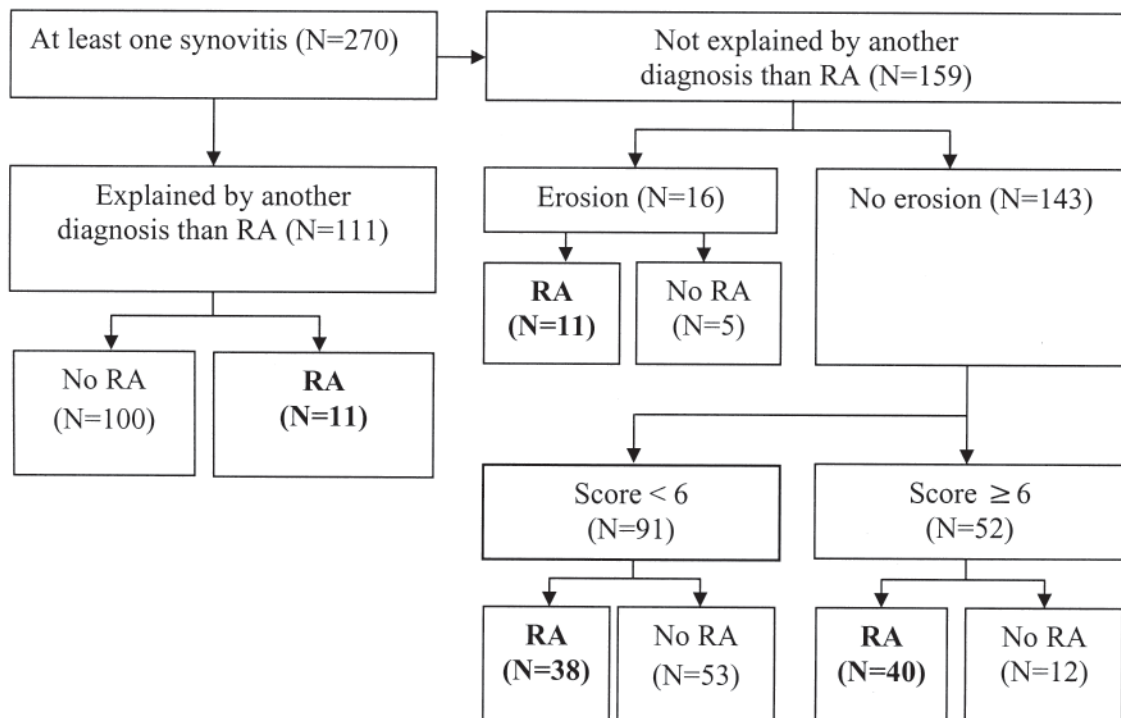 At least one synovitis (N=270)
Not explained by another
diagnosis than RA (N=159)
Explained by another
diagnosis than RA (N=111)
Erosion (N=16)
No erosion (N=143)
RA
(N=11)
No RA
(N=5)
No RA
(N=100)
RA
(N=11)
Score < 6
(N=91)
Score ≥ 6
(N=52)
RA
(N=38)
No RA
(N=53)
RA
(N=40)
No RA
(N=12)